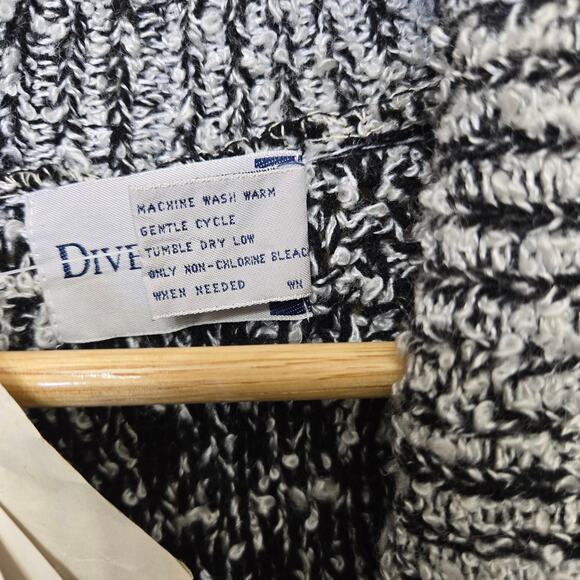 MACHINE WASH WARM
GENTLE CYCLE
TUMBLE DRY LOW
ONLY NON-CHLORINE BLEAC
WHEN NEEDED WN
DIVE